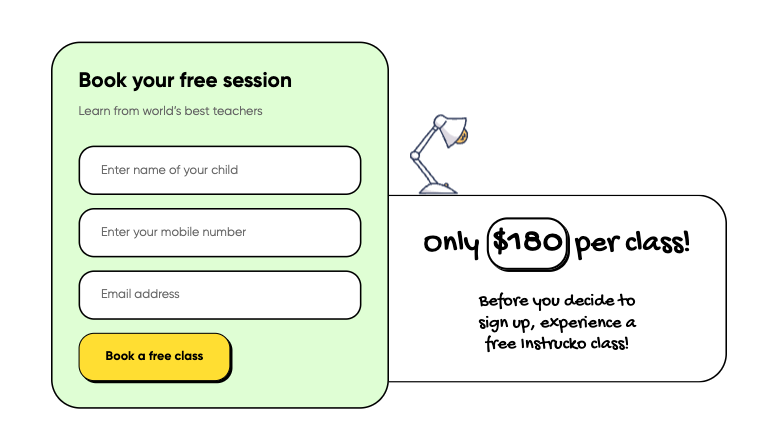 Book your free session
Learn from world's best teachers
Enter name of your child
Enter your mobile number
Email address
Book a free class
Only $180 per class!
Before you decide to
sign up, experience a
free Instrucko class!